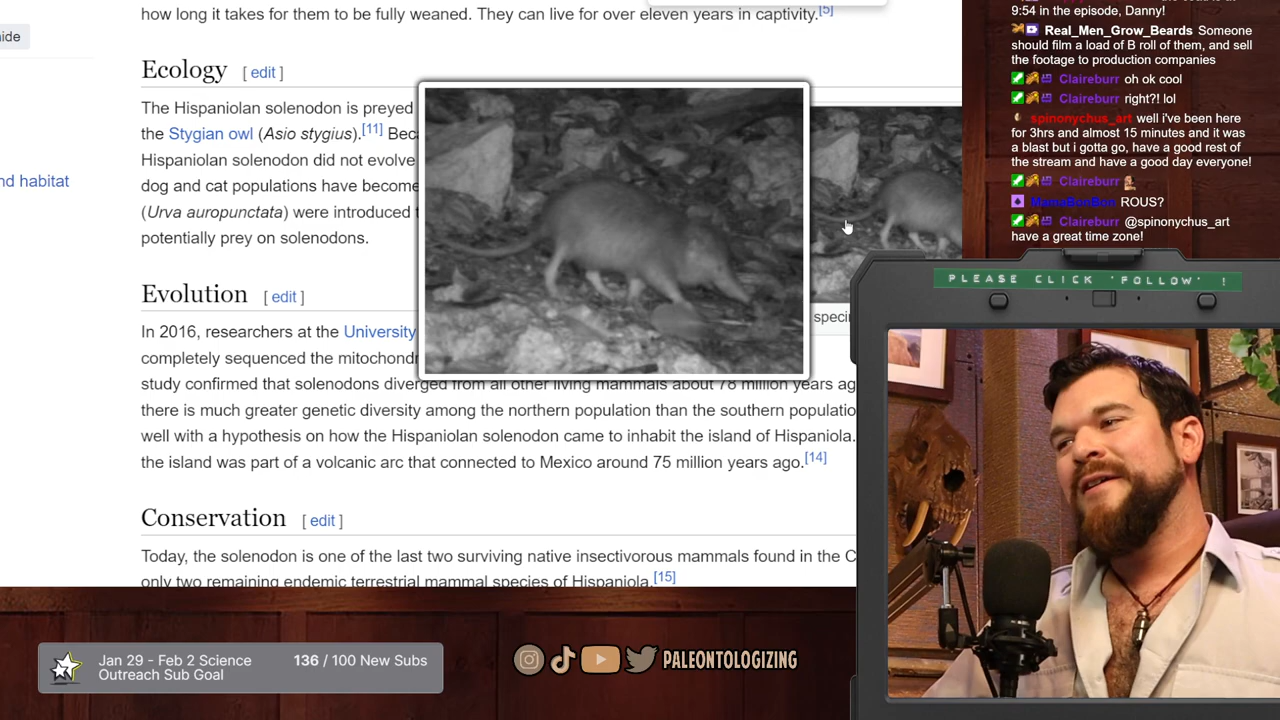 how long it takes for them to be fully weaned. They can live for over eleven years in captivity.[5]
ide
Ecology [ edit ]
The Hispaniolan solenodon is preyed
the Stygian owl (Asio stygius).[11] Beca
Hispaniolan solenodon did not evolve
nd habitat
dog and cat populations have become
(Urva auropunctata) were introduced t
potentially prey on solenodons.
Evolution [ edit ]
In 2016, researchers at the University
speci
completely sequenced the mitochondr
study confirmed that solenodons diverged from all other living mammals about 78 million years ag
there is much greater genetic diversity among the northern population than the southern populatio
well with a hypothesis on how the Hispaniolan solenodon came to inhabit the island of Hispaniola.
the island was part of a volcanic arc that connected to Mexico around 75 million years ago.[14]
Conservation [ edit ]
Today, the solenodon is one of the last two surviving native insectivorous mammals found in the C
only two remaining endemic terrestrial mammal species of Hispaniola.[15]
9:54 in the episode, Danny!
Real_Men_Grow_Beards Someone
should film a load of B roll of them, and sell
the footage to production companies
Claireburr oh ok cool
Claireburr right?! lol
spinonychus_art well i've been here
for 3hrs and almost 15 minutes and it was
a blast but i gotta go, have a good rest of
the stream and have a good day everyone!
Claireburr
MamaBonBon ROUS?
Claireburr @spinonychus_art
have a great time zone!
PLEASE CLICK 'FOLLOW' !
Jan 29 - Feb 2 Science 136 / 100 New Subs
Outreach Sub Goal
PALEONTOLOGIZING